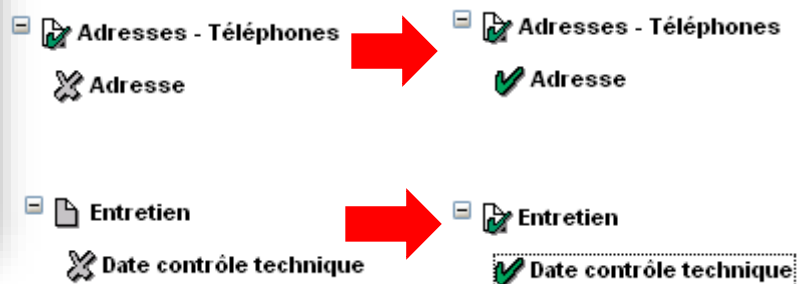 Adresses - Téléphones
Adresses - Téléphones
Adresse
Adresse
Entretien
Entretien
Date contrôle technique
Date contrôle technique